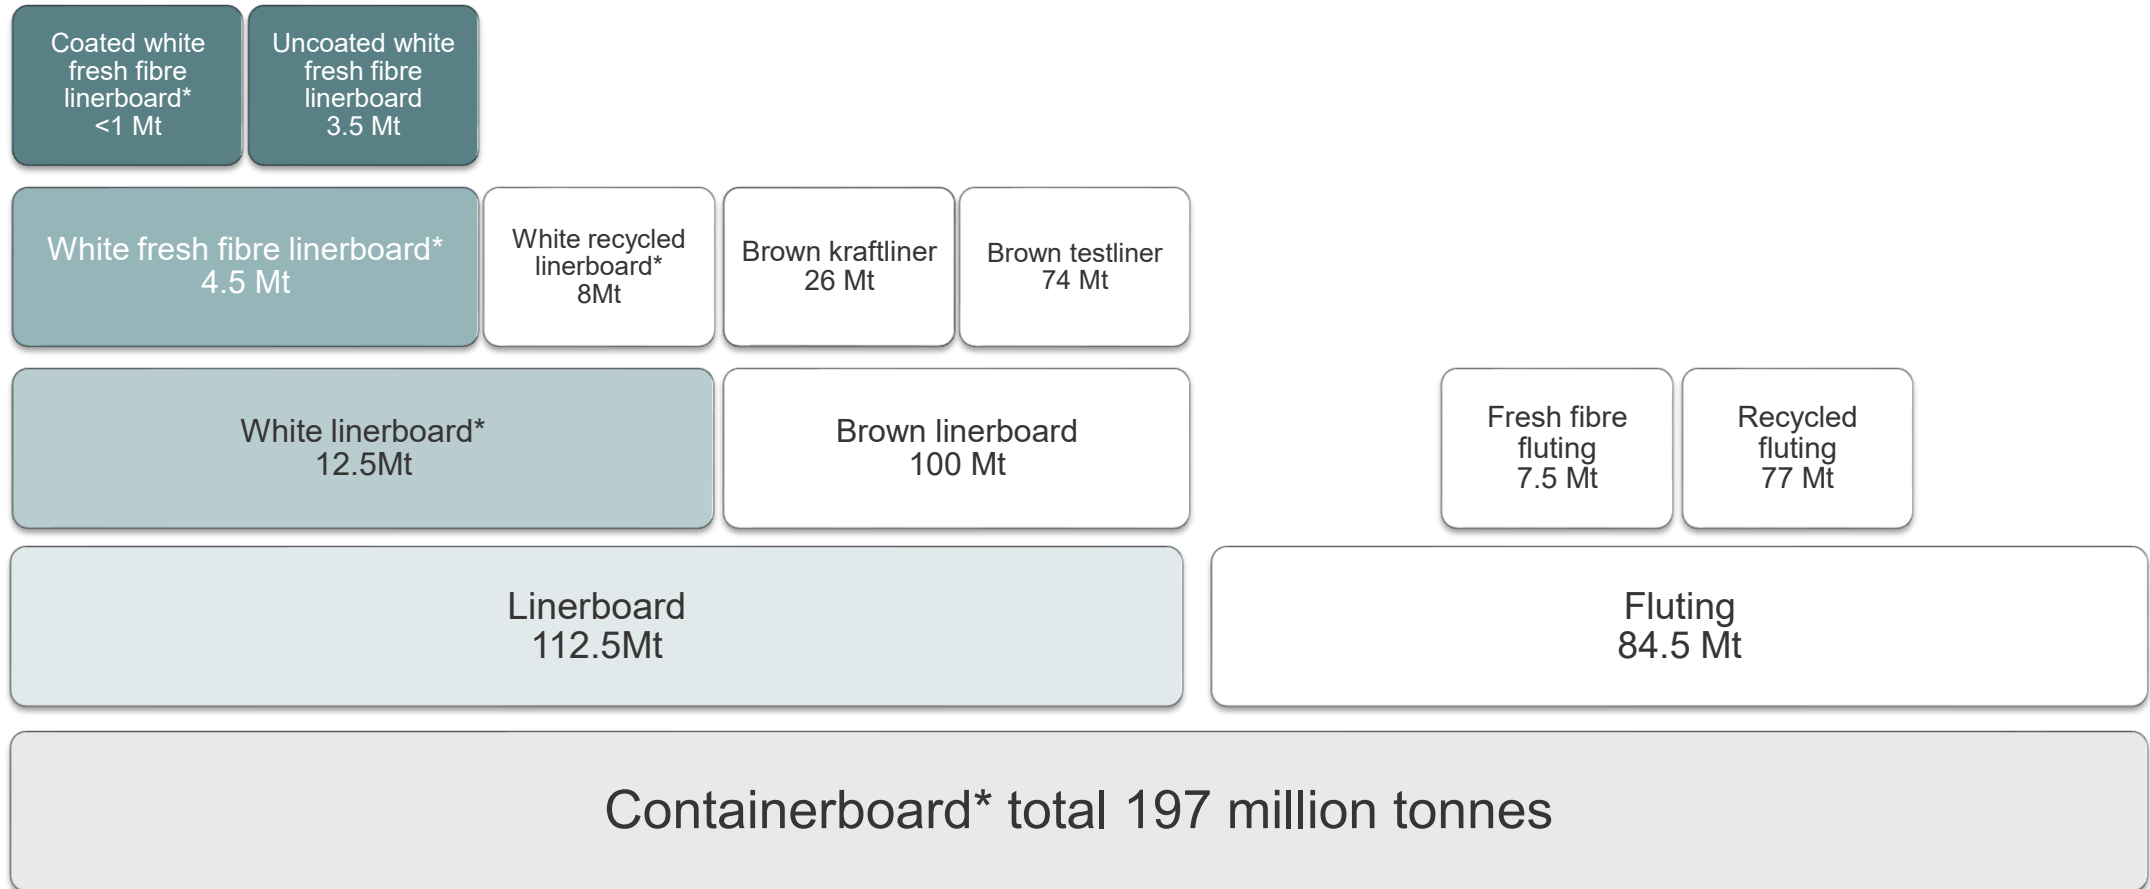 Coated white
fresh fibre
linerboard*
<1 Mt
Uncoated white
fresh fibre
linerboard
3.5 Mt
White fresh fibre linerboard*
4.5 Mt
White recycled
linerboard*
8Mt
Brown kraftliner
26 Mt
Brown testliner
74 Mt
White linerboard*
12.5Mt
Brown linerboard
100 Mt
Fresh fibre
fluting
7.5 Mt
Recycled
fluting
77 Mt
Linerboard
112.5Mt
Fluting
84.5 Mt
Containerboard* total 197 million tonnes